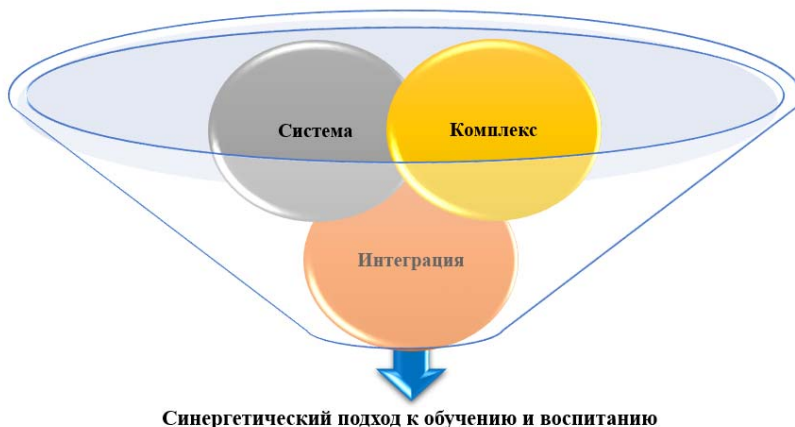 Система
Комплекс
Интеграция
Синергетический подход к обучению и воспитанию